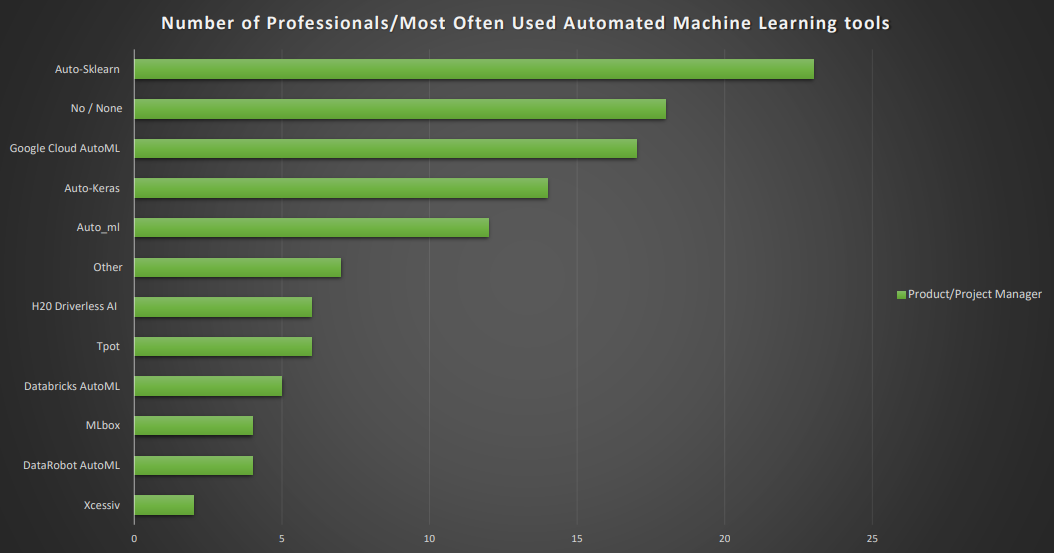 Number of Professionals/Most Often Used Automated Machine Learning tools
Auto-Sklearn
No / None
Google Cloud AutoML
Auto-Keras
Auto_ml
Other
H20 Driverless AI
Tpot
Databricks AutoML
MLbox
DataRobot AutoML
Xcessiv
0 5 10 15 20 25
Product/Project Manager